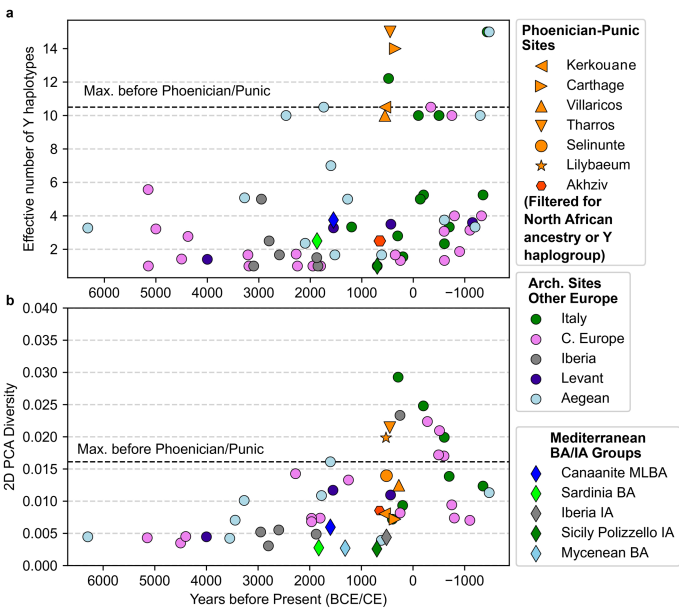 a
Effective number of Y haplotypes
14
12
10
8
6
4
2
Max. before Phoenician/Punic
6000 5000 4000 3000 2000 1000 0 −1000
b
2D PCA Diversity
0.040
0.035
0.030
0.025
0.020
0.015
0.010
0.005
0.000
Max. before Phoenician/Punic
6000 5000 4000 3000 2000 1000 0 −1000
Years before Present (BCE/CE)
Phoenician-Punic
Sites
Kerkouane
Carthage
Villaricos
Tharros
Selinunte
Lilybaeum
Akhziv
(Filtered for
North African
ancestry or Y
haplogroup)
Arch. Sites
Other Europe
Italy
C. Europe
Iberia
Levant
Aegean
Mediterranean
BA/IA Groups
Canaanite MLBA
Sardinia BA
Iberia IA
Sicily Polizzello IA
Mycenean BA